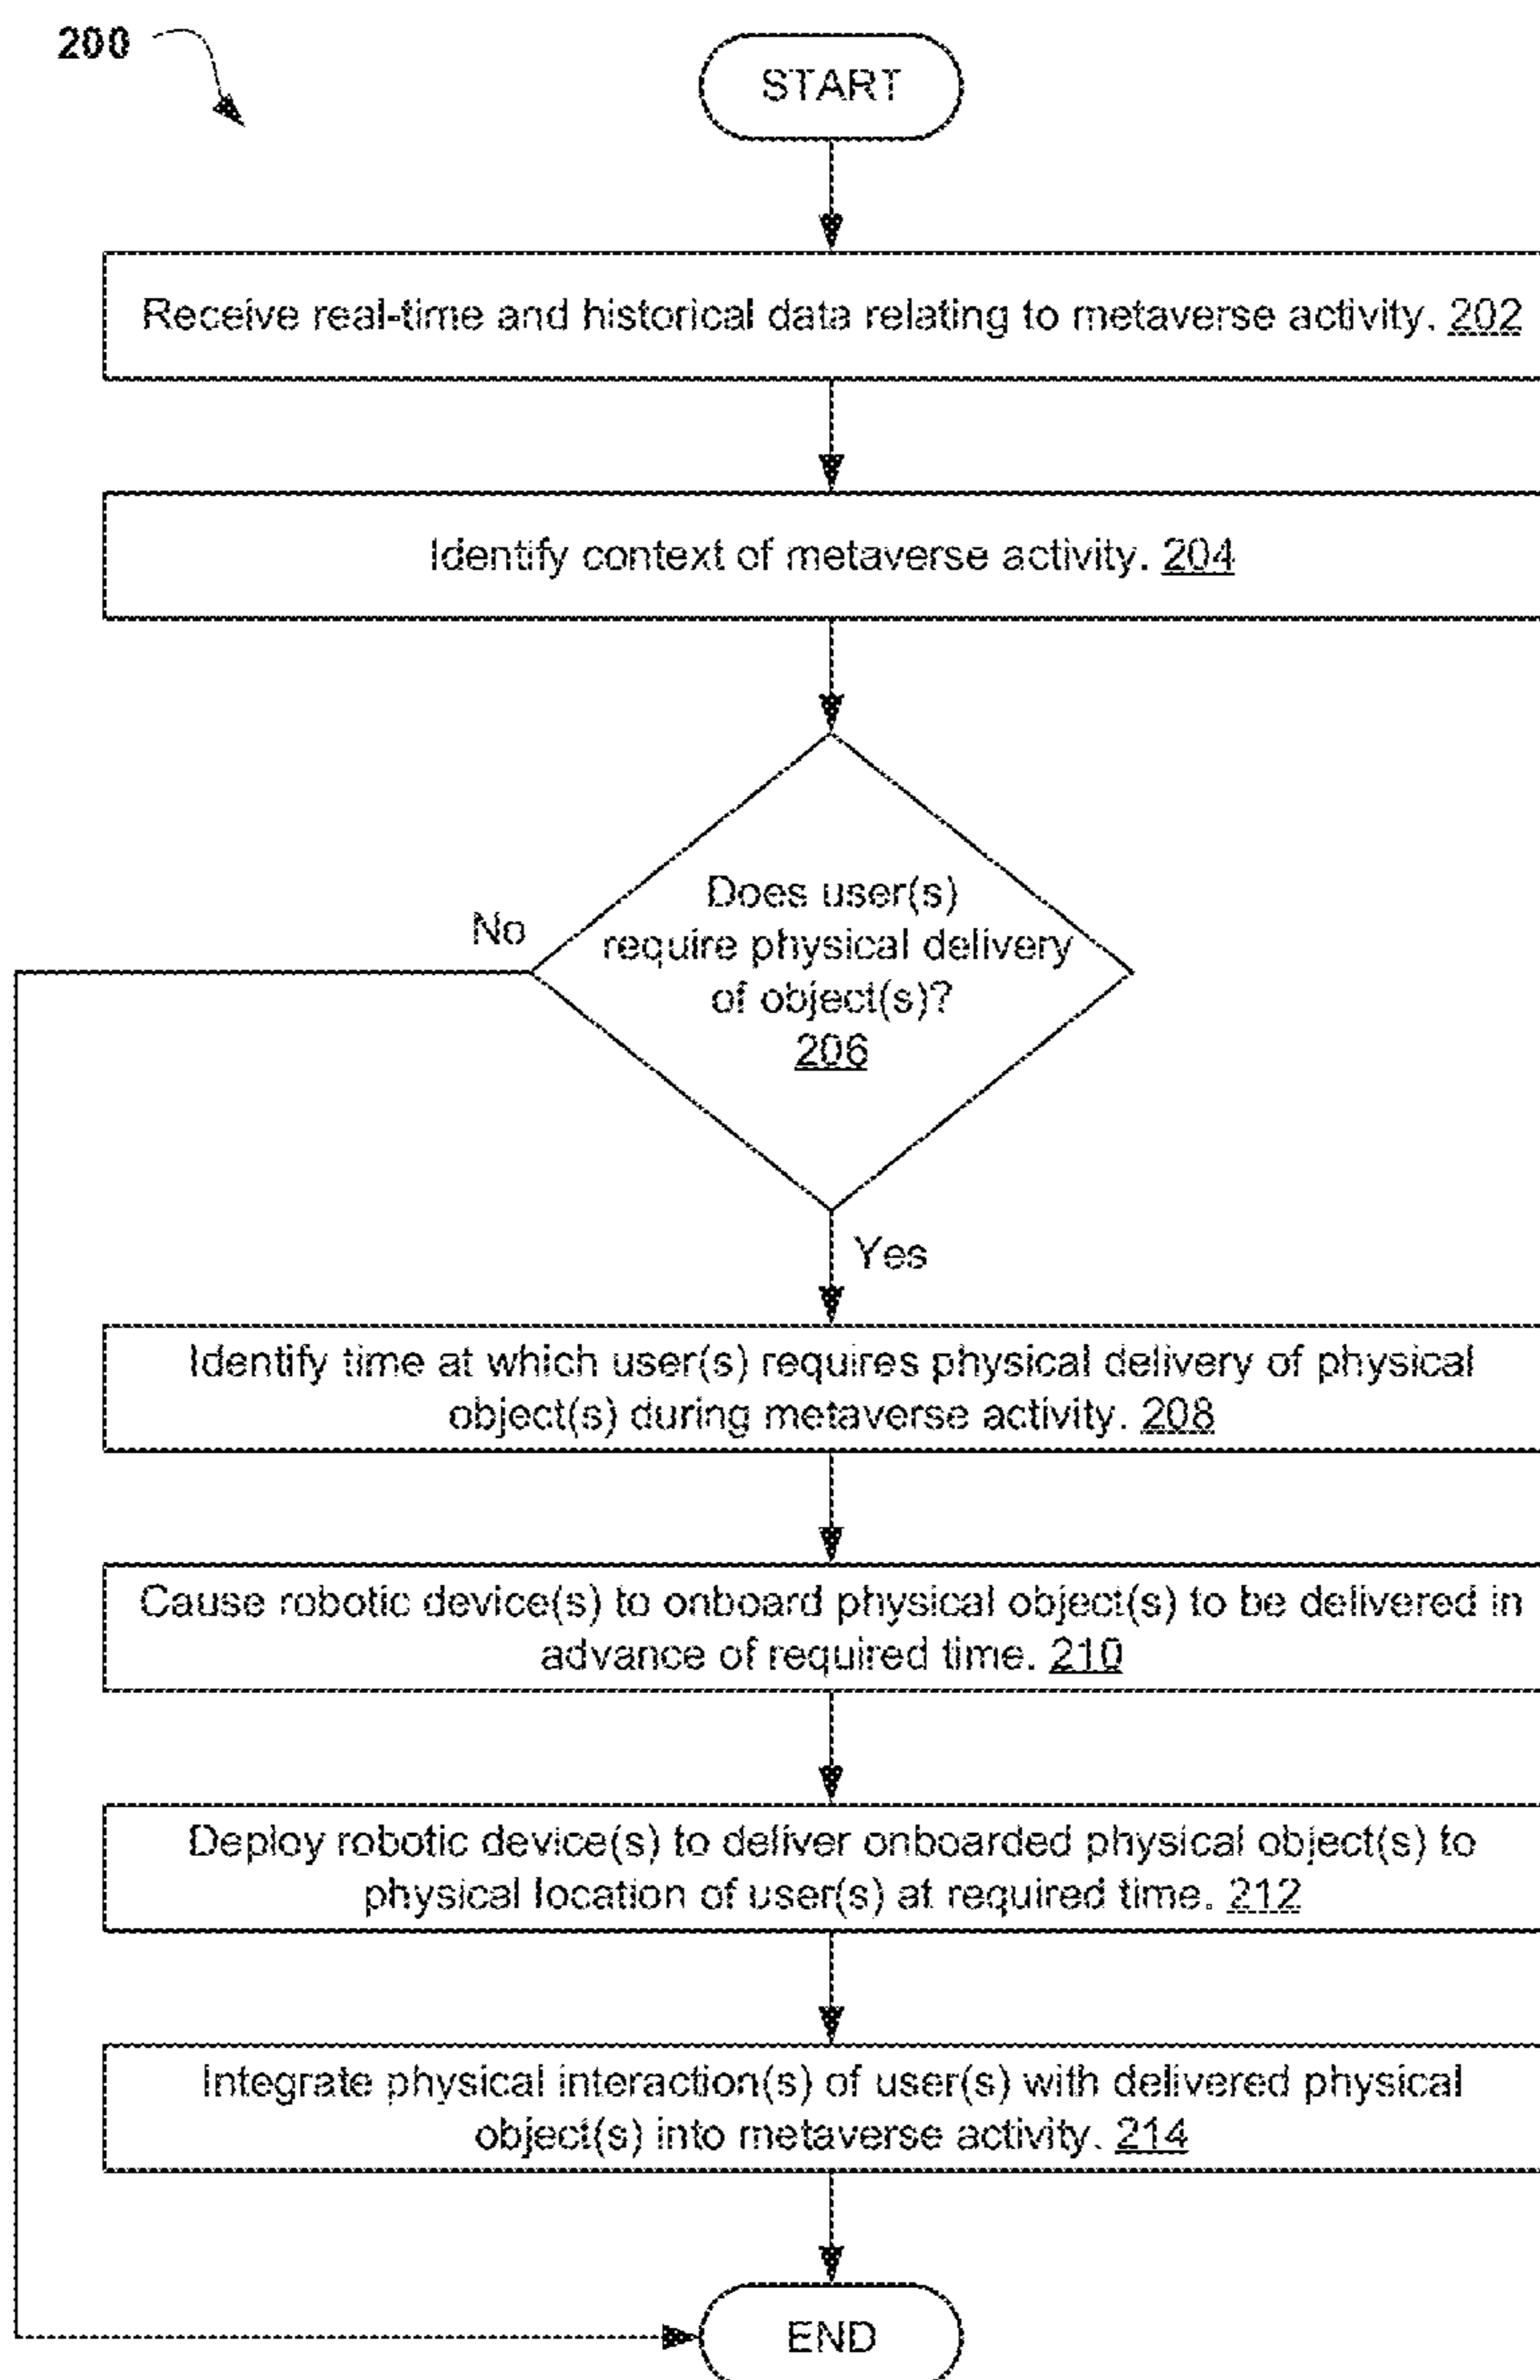 200
START
Receive real-time and historical data relating to metaverse activity. 202
Identify context of metaverse activity. 204
Does user(s)
require physical delivery
of object(s)?
206
No
Yes
Identify time at which user(s) requires physical delivery of physical
object(s) during metaverse activity. 208
Cause robotic device(s) to onboard physical object(s) to be delivered in
advance of required time. 210
Deploy robotic device(s) to deliver onboarded physical object(s) to
physical location of user(s) at required time. 212
Integrate physical interaction(s) of user(s) with delivered physical
object(s) into metaverse activity. 214
END